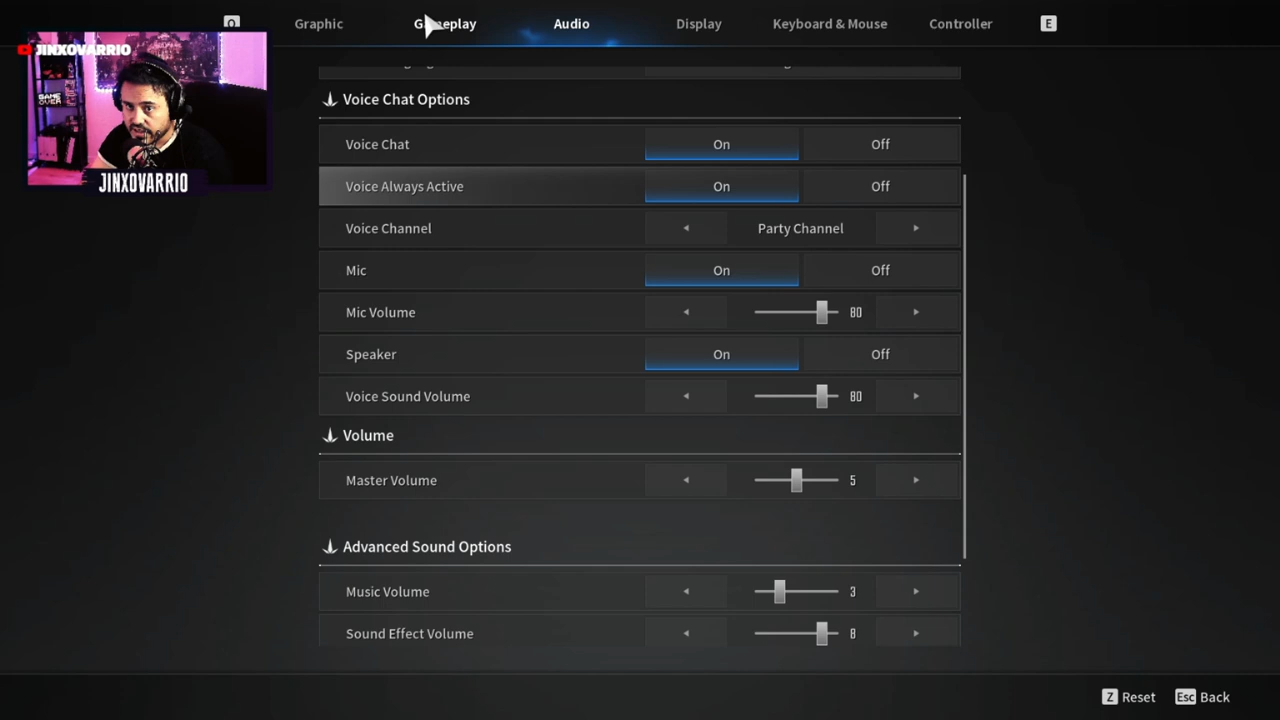 Q Graphic Gameplay Audio Display Keyboard & Mouse Controller E
JINXOVARRIO
GAME OVER
JINXOVARRIO
Voice Chat Options
Voice Chat On Off
Voice Always Active On Off
Voice Channel Party Channel
Mic On Off
Mic Volume 80
Speaker On Off
Voice Sound Volume 80
Volume
Master Volume 5
Advanced Sound Options
Music Volume 3
Sound Effect Volume 8
Z Reset Esc Back